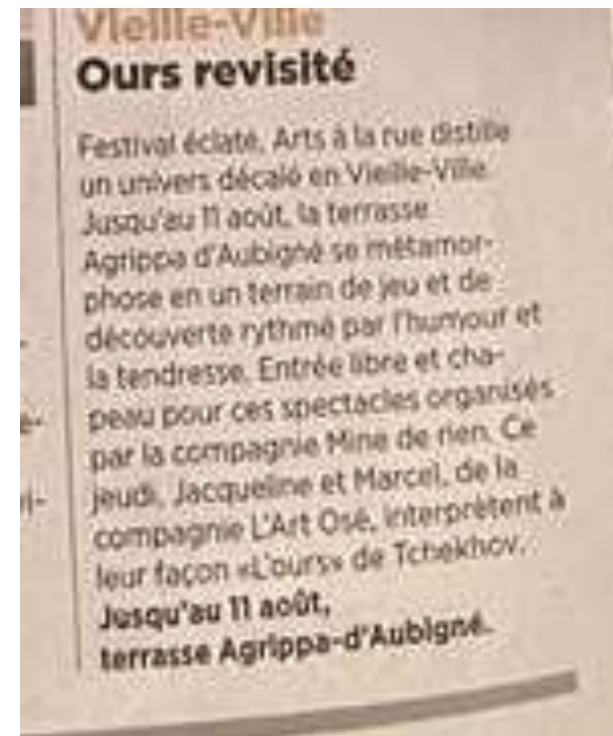 Vieille-Ville
Ours revisité
Festival éclaté, Arts à la rue distille
un univers décalé en Vieille-Ville.
Jusqu'au 11 août, la terrasse
Agrippa d'Aubigné se métamor-
phose en un terrain de jeu et de
découverte rythmé par l'humour et
la tendresse. Entrée libre et cha-
peau pour ces spectacles organisés
par la compagnie Mine de rien. Ce
jeudi, Jacqueline et Marcel, de la
compagnie L'Art Osé, interprètent à
leur façon «L'ours» de Tchekhov.
Jusqu'au 11 août,
terrasse Agrippa-d'Aubigné.